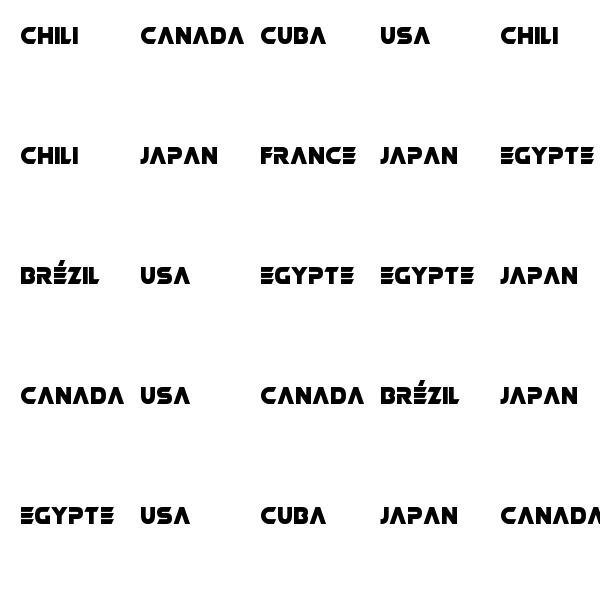 CHILI CANADA CUBA USA CHILI
CHILI JAPAN FRANCE JAPAN EGYPTE
BRÉZIL USA EGYPTE EGYPTE JAPAN
CANADA USA CANADA BRÉZIL JAPAN
EGYPTE USA CUBA JAPAN CANADA